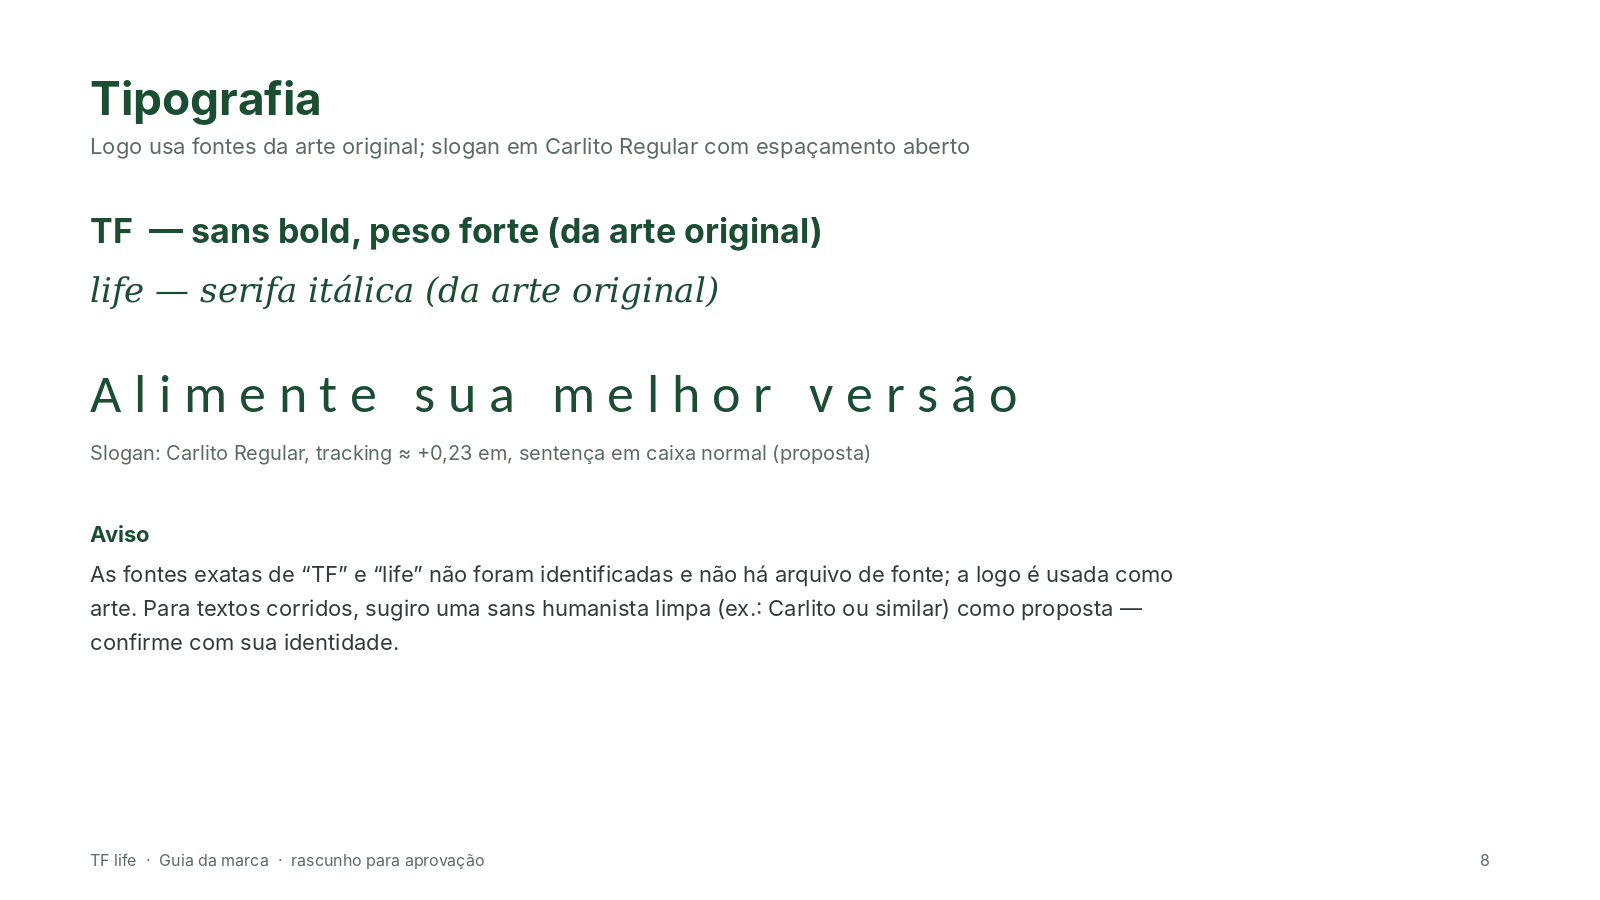 Tipografia
Logo usa fontes da arte original; slogan em Carlito Regular com espaçamento aberto
TF — sans bold, peso forte (da arte original)
life — serifa itálica (da arte original)
Alimente sua melhor versão
Slogan: Carlito Regular, tracking ≈ +0,23 em, sentença em caixa normal (proposta)
Aviso
As fontes exatas de “TF” e “life” não foram identificadas e não há arquivo de fonte; a logo é usada como
arte. Para textos corridos, sugiro uma sans humanista limpa (ex.: Carlito ou similar) como proposta —
confirme com sua identidade.
TF life · Guia da marca · rascunho para aprovação
8